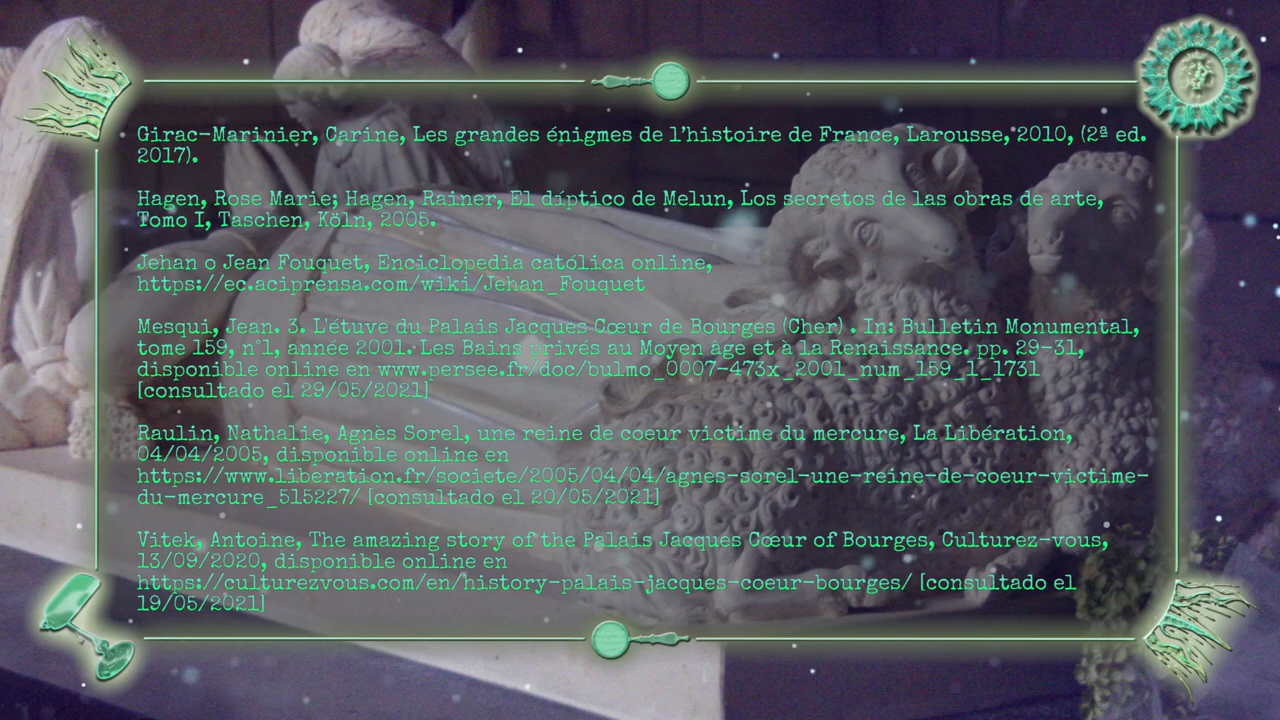 Girac-Marinier, Carine, Les grandes énigmes de l'histoire de France, Larousse, 2010, (2ª ed.
2017).
Hagen, Rose Marie; Hagen, Rainer, El díptico de Melun, Los secretos de las obras de arte,
Tomo I, Taschen, Köln, 2005.
Jehan o Jean Fouquet, Enciclopedia católica online,
https://ec.aciprensa.com/wiki/Jehan_Fouquet
Mesqui, Jean. 3. L'étuve du Palais Jacques Cœur de Bourges (Cher) . In: Bulletin Monumental,
tome 159, n°1, année 2001. Les Bains privés au Moyen âge et à la Renaissance. pp. 29-31,
disponible online en www.persee.fr/doc/bulmo_0007-473x_2001_num_159_1_1731
[consultado el 29/05/2021]
Raulin, Nathalie, Agnès Sorel, une reine de coeur victime du mercure, La Libération,
04/04/2005, disponible online en
https://www.liberation.fr/societe/2005/04/04/agnes-sorel-une-reine-de-coeur-victime-
du-mercure_515227/ [consultado el 20/05/2021]
Vitek, Antoine, The amazing story of the Palais Jacques Cœur of Bourges, Culturez-vous,
13/09/2020, disponible online en
https://culturezvous.com/en/history-palais-jacques-coeur-bourges/ [consultado el
19/05/2021]